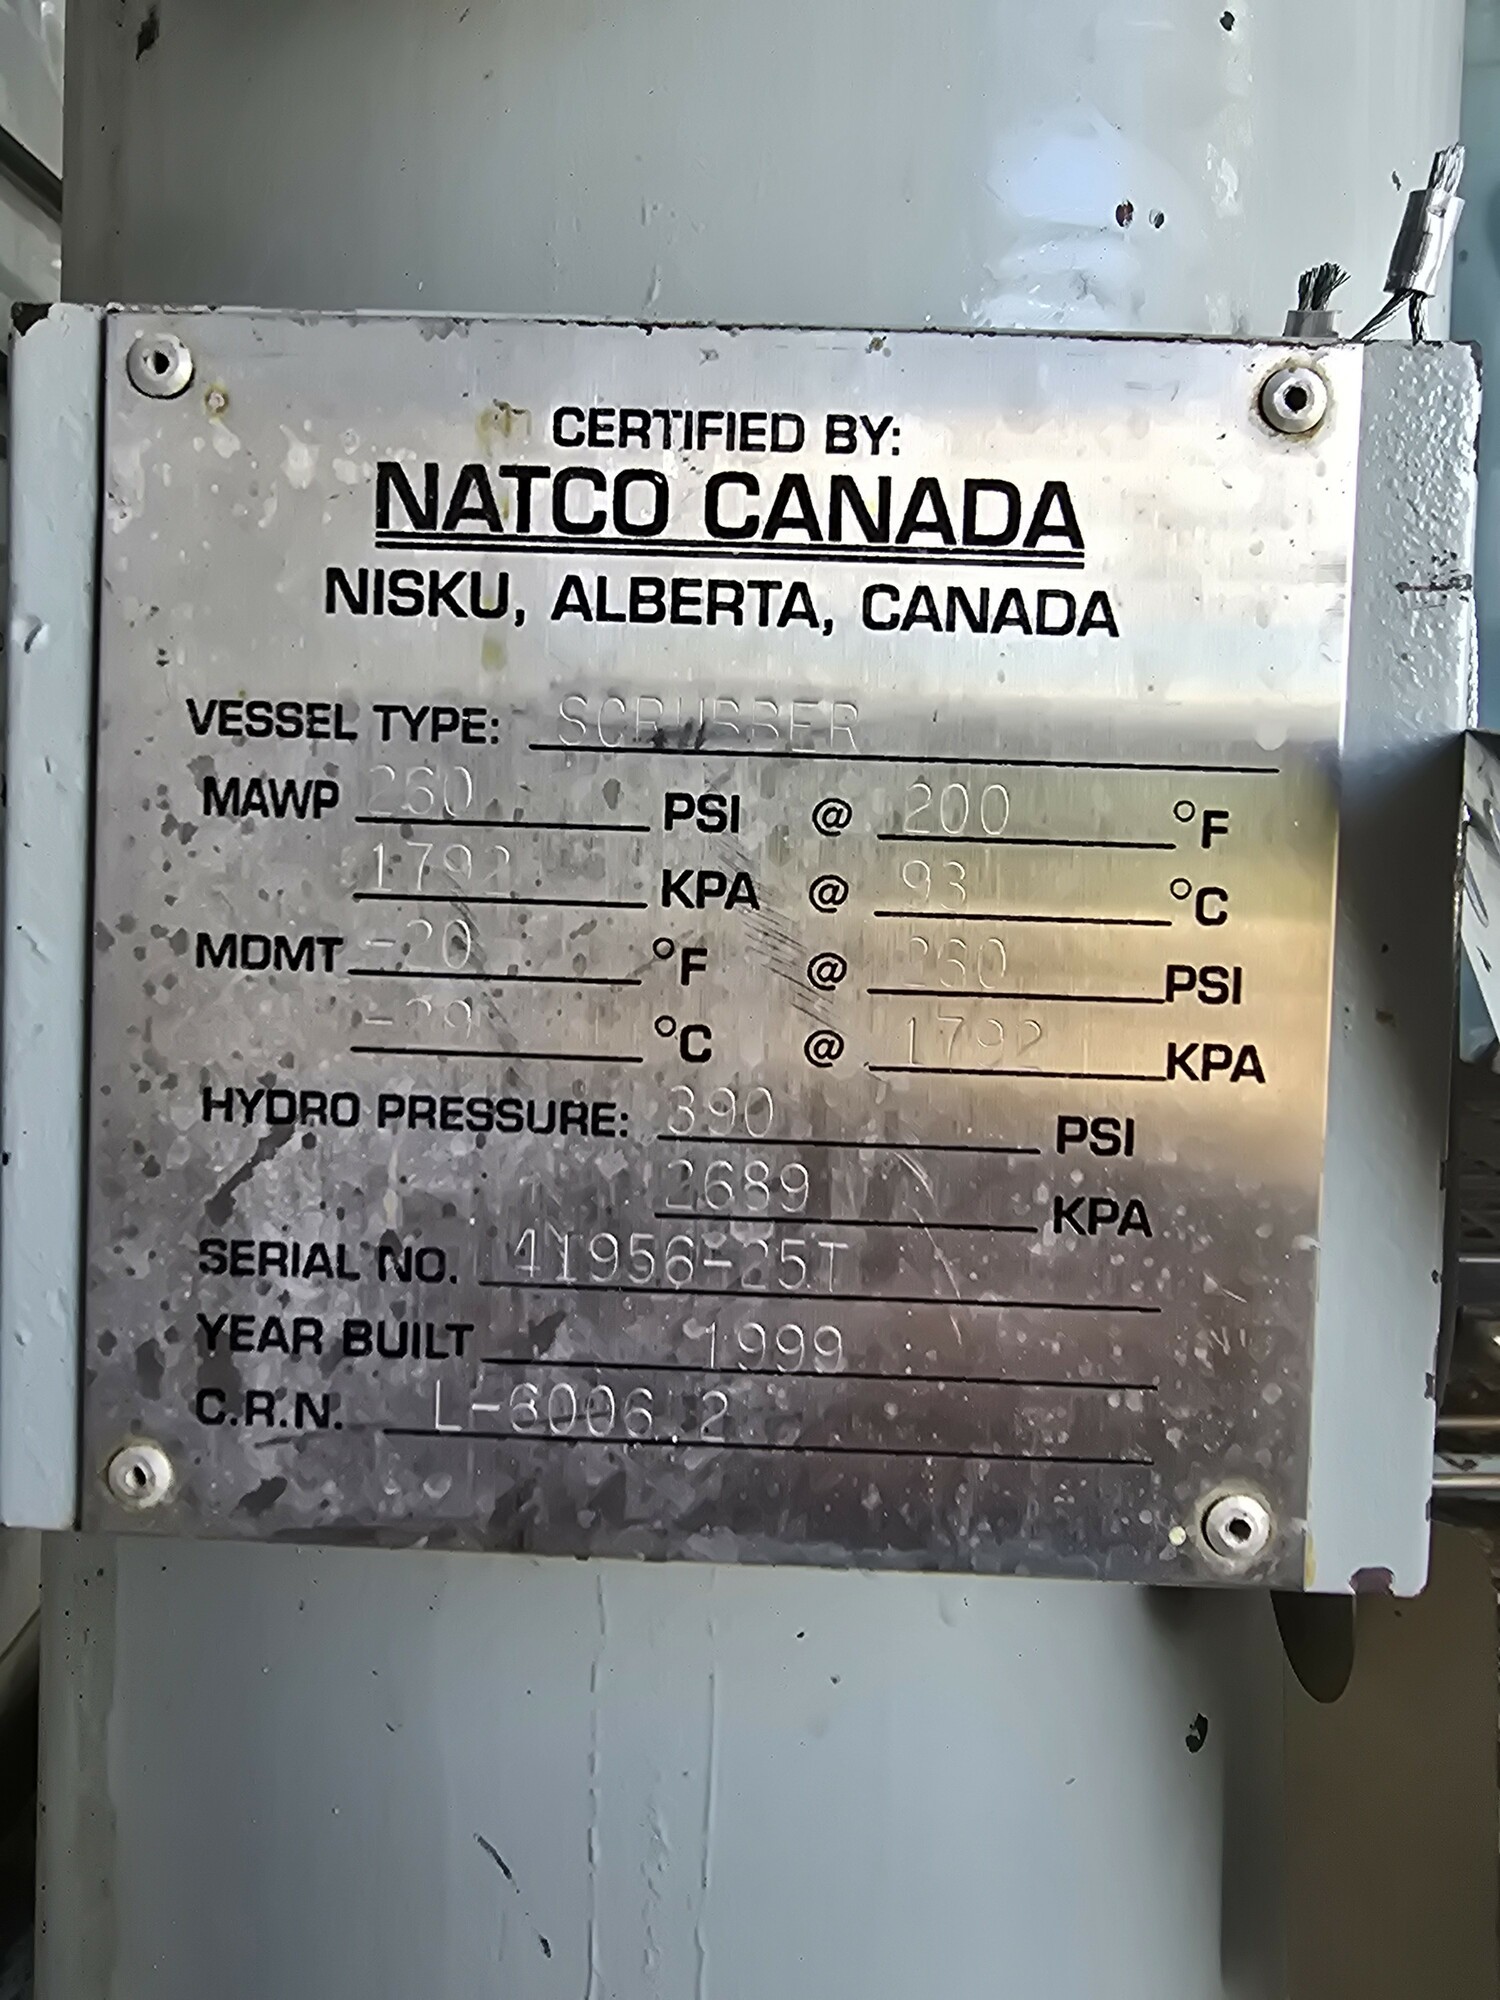 CERTIFIED BY:
NATCO CANADA
NISKU, ALBERTA, CANADA
VESSEL TYPE: SCRUBBER
MAWP 260 PSI @ 200 °F
1792 KPA @ 93 °C
MDMT -20 °F @ 260 PSI
-29 °C @ 1792 KPA
HYDRO PRESSURE: 390 PSI
2689 KPA
SERIAL NO. 41956-25T
YEAR BUILT 1999
C.R.N. L-6006.2